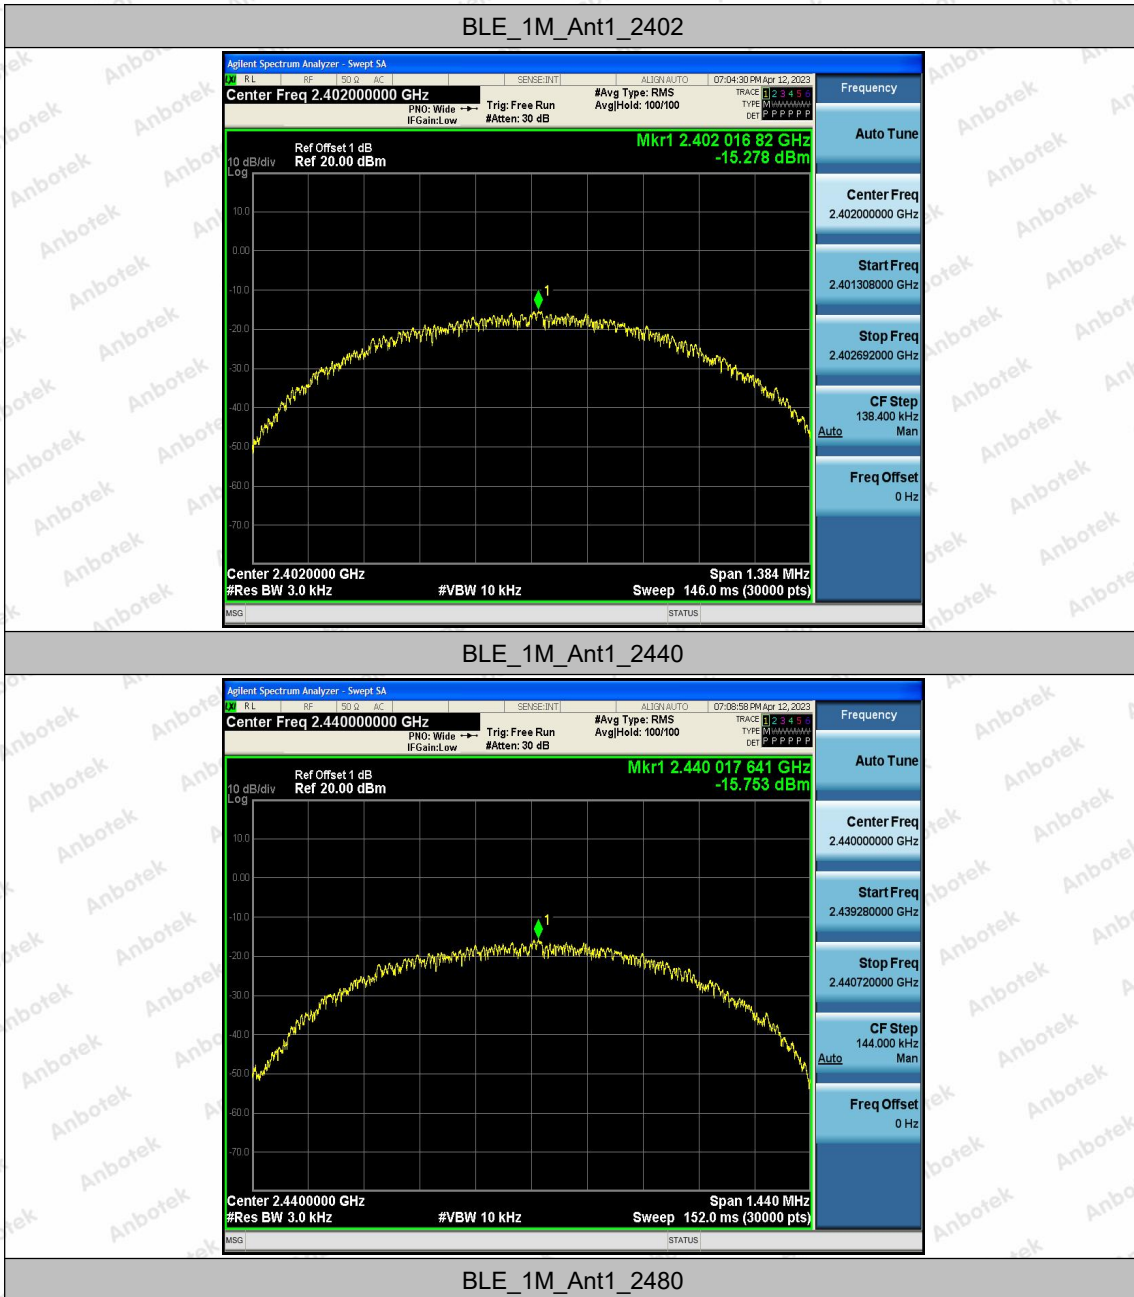 BLE_1M_Ant1_2402
Agilent Spectrum Analyzer - Swept SA
LXI RL RF 50 Ω AC SENSE:INT ALIGN AUTO 07:04:30 PM Apr 12, 2023
Center Freq 2.402000000 GHz
PNO: Wide
IFGain:Low
Trig: Free Run
#Atten: 30 dB
#Avg Type: RMS
Avg|Hold: 100/100
TRACE 1 2 3 4 5 6
TYPE M
DET P P P P P P
Frequency
Ref Offset 1 dB
10 dB/div Ref 20.00 dBm
Log
Mkr1 2.402 016 82 GHz
-15.278 dBm
10.0
0.00
-10.0
-20.0
-30.0
-40.0
-50.0
-60.0
-70.0
1
Center 2.4020000 GHz Span 1.384 MHz
#Res BW 3.0 kHz #VBW 10 kHz Sweep 146.0 ms (30000 pts)
MSG STATUS
Auto Tune
Center Freq
2.402000000 GHz
Start Freq
2.401308000 GHz
Stop Freq
2.402692000 GHz
CF Step
138.400 kHz
Auto Man
Freq Offset
0 Hz
BLE_1M_Ant1_2440
Agilent Spectrum Analyzer - Swept SA
LXI RL RF 50 Ω AC SENSE:INT ALIGN AUTO 07:08:58 PM Apr 12, 2023
Center Freq 2.440000000 GHz
PNO: Wide
IFGain:Low
Trig: Free Run
#Atten: 30 dB
#Avg Type: RMS
Avg|Hold: 100/100
TRACE 1 2 3 4 5 6
TYPE M
DET P P P P P P
Frequency
Ref Offset 1 dB
10 dB/div Ref 20.00 dBm
Log
Mkr1 2.440 017 641 GHz
-15.753 dBm
10.0
0.00
-10.0
-20.0
-30.0
-40.0
-50.0
-60.0
-70.0
1
Center 2.4400000 GHz Span 1.440 MHz
#Res BW 3.0 kHz #VBW 10 kHz Sweep 152.0 ms (30000 pts)
MSG STATUS
Auto Tune
Center Freq
2.440000000 GHz
Start Freq
2.439280000 GHz
Stop Freq
2.440720000 GHz
CF Step
144.000 kHz
Auto Man
Freq Offset
0 Hz
BLE_1M_Ant1_2480
Anbotek